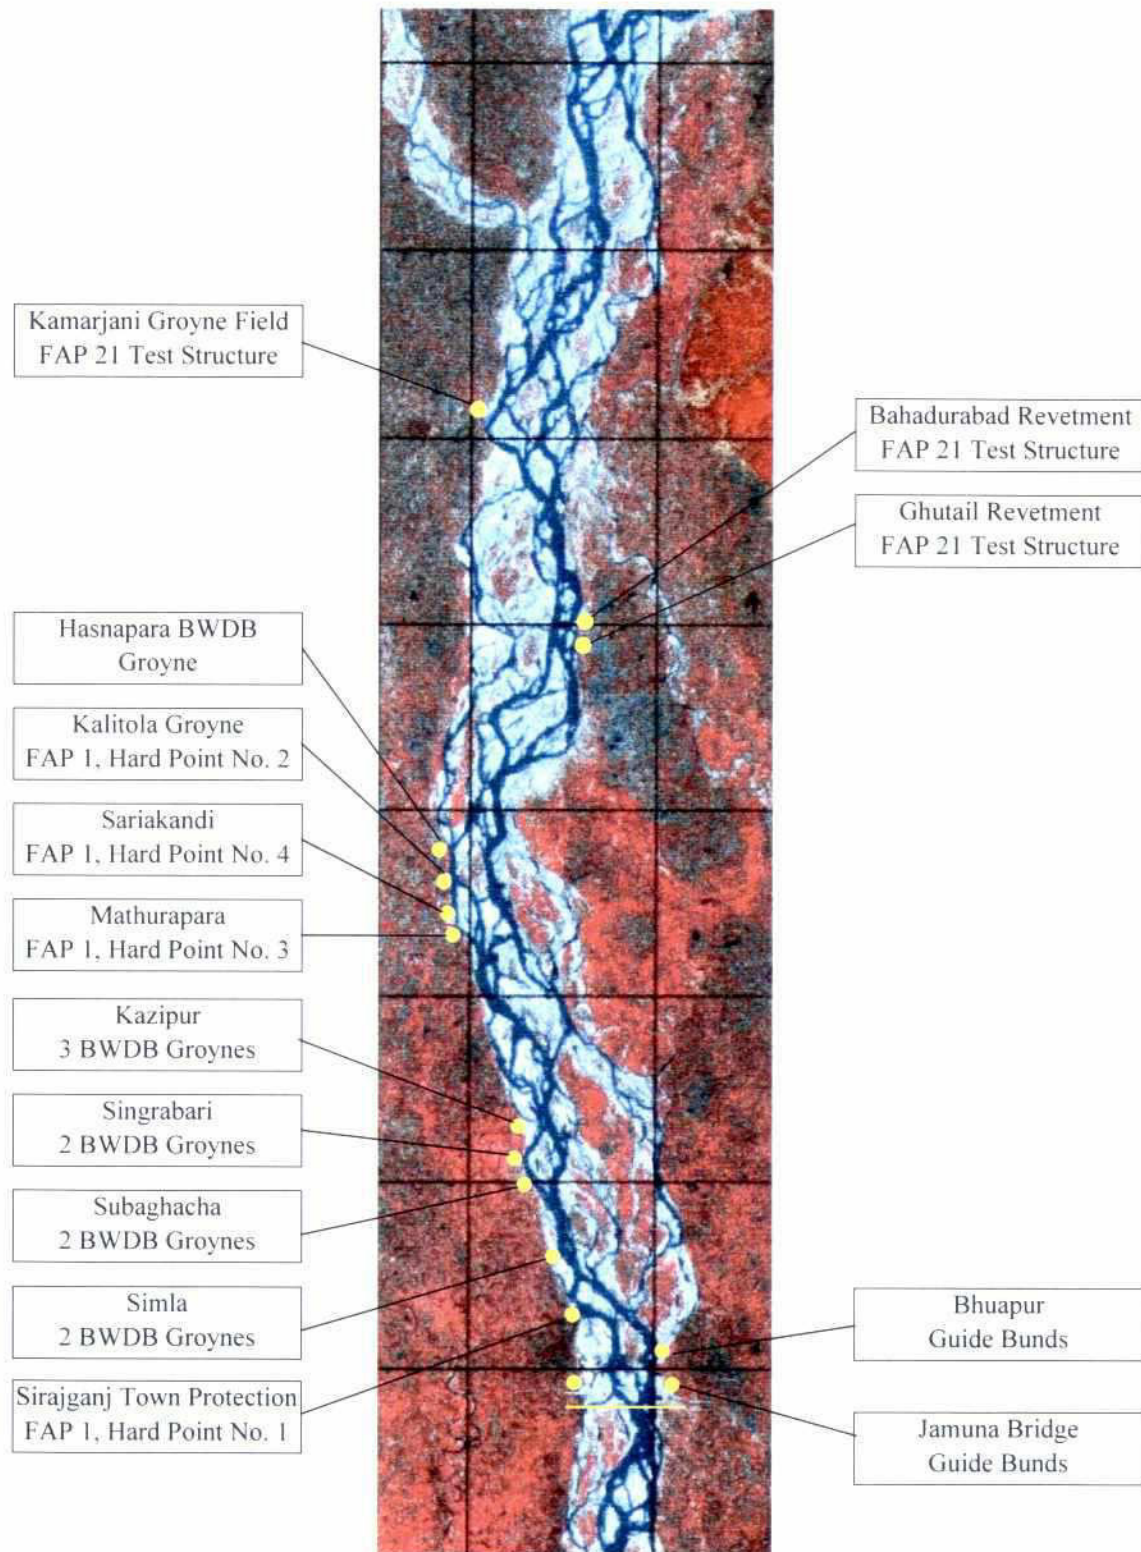 Kamarjani Groyne Field
FAP 21 Test Structure
Bahadurabad Revetment
FAP 21 Test Structure
Ghutail Revetment
FAP 21 Test Structure
Hasnapara BWDB
Groyne
Kalitola Groyne
FAP 1, Hard Point No. 2
Sariakandi
FAP 1, Hard Point No. 4
Mathurapara
FAP 1, Hard Point No. 3
Kazipur
3 BWDB Groynes
Singrabari
2 BWDB Groynes
Subaghacha
2 BWDB Groynes
Simla
2 BWDB Groynes
Sirajganj Town Protection
FAP 1, Hard Point No. 1
Bhuapur
Guide Bunds
Jamuna Bridge
Guide Bunds